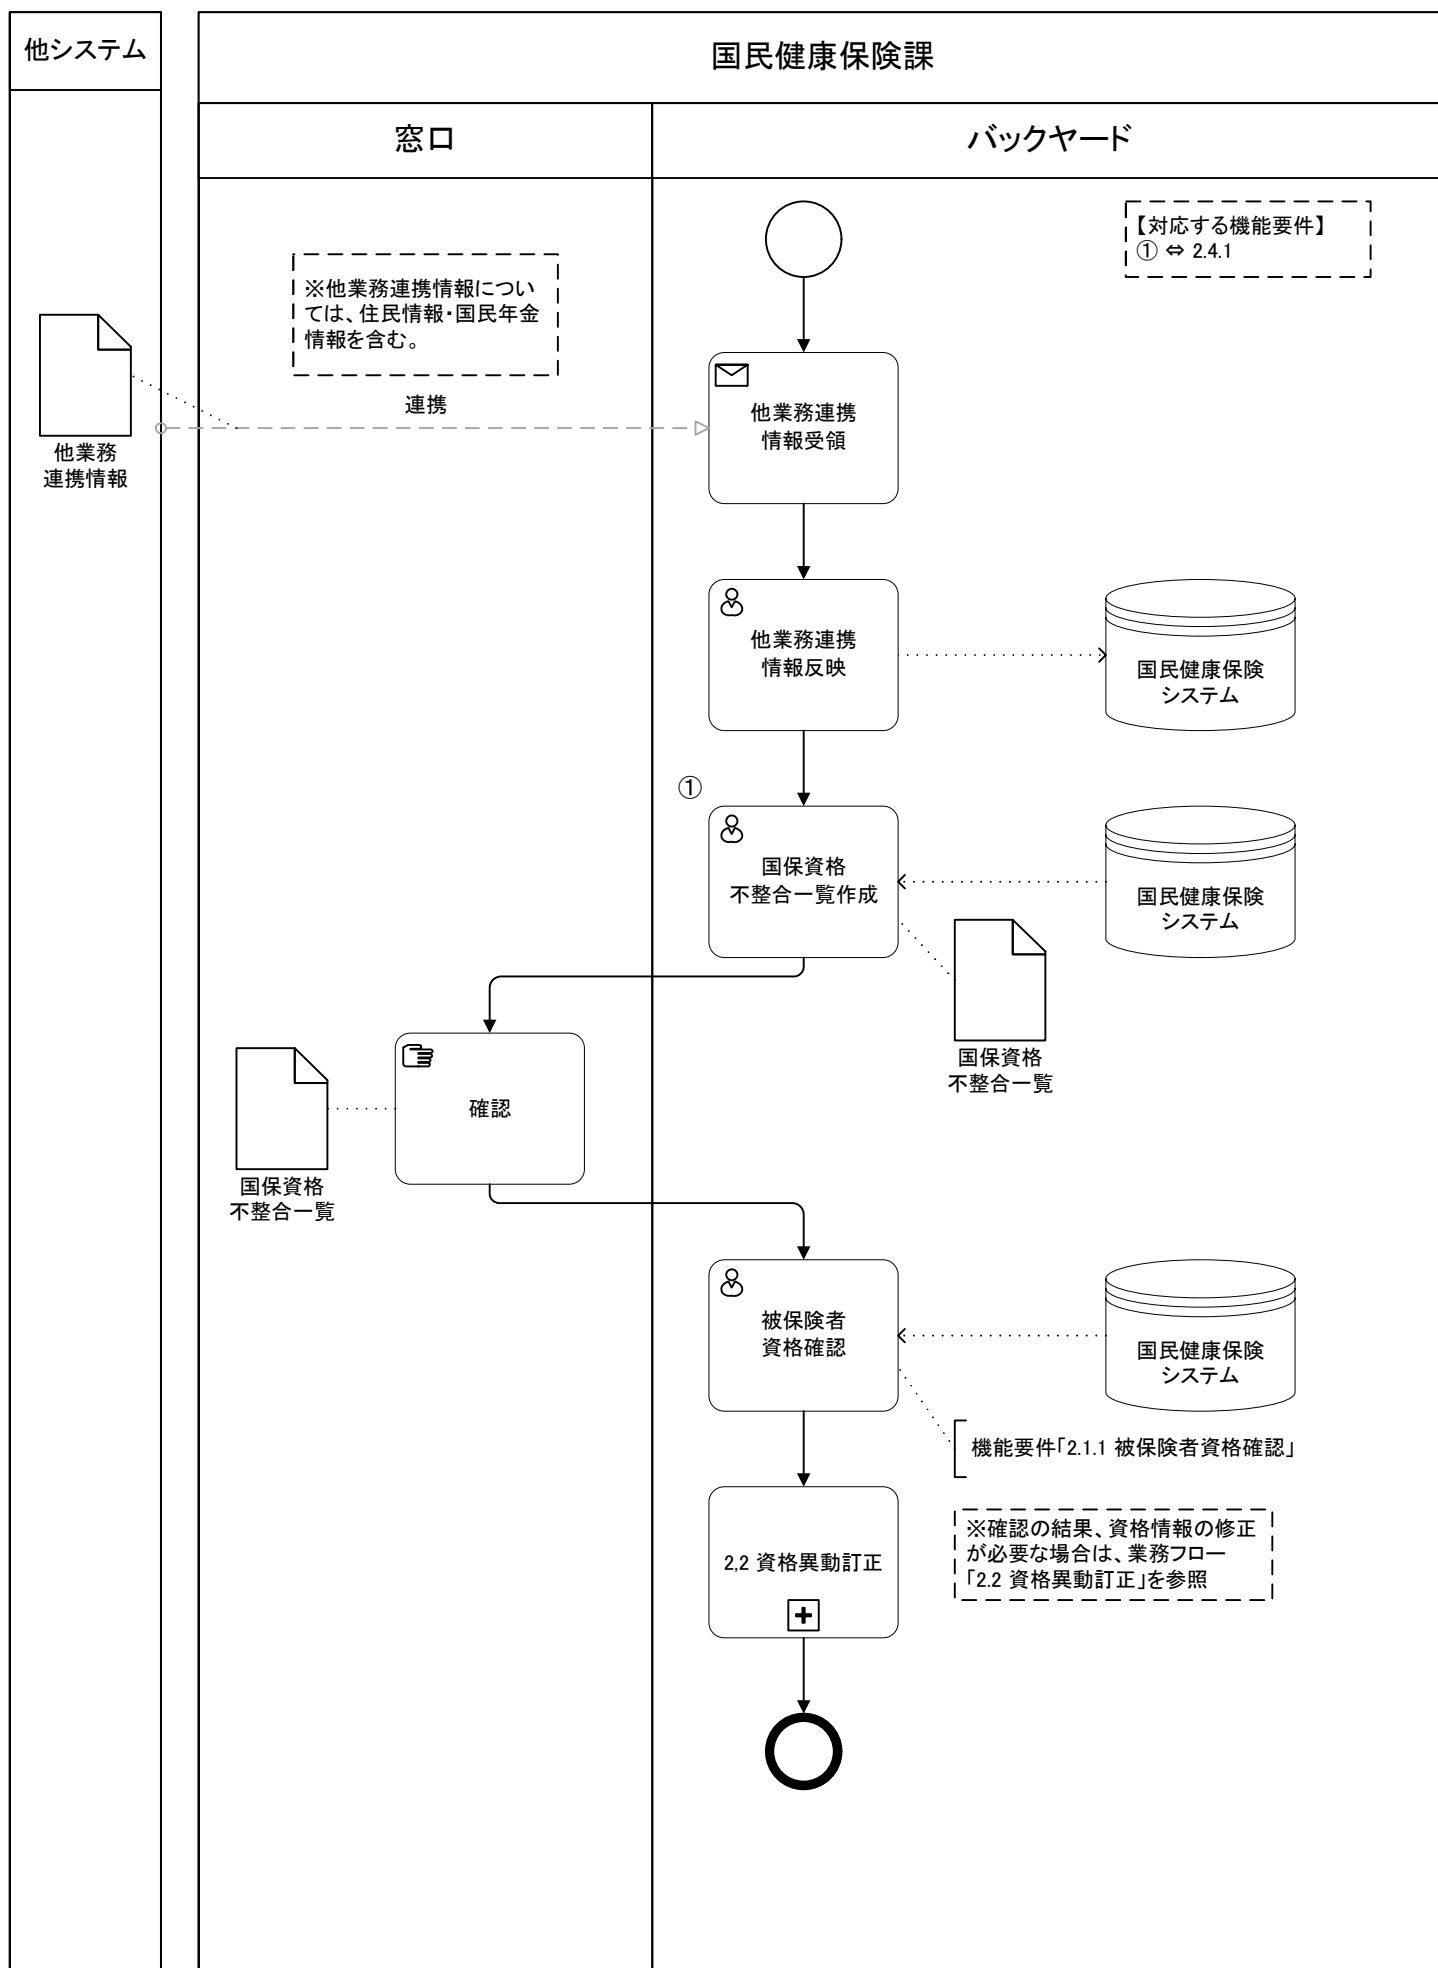 他システム
国民健康保険課
窓口
バックヤード
【対応する機能要件】
① ⇔ 2.4.1
※他業務連携情報につい
ては、住民情報・国民年金
情報を含む。
連携
他業務
連携情報
他業務連携
情報受領
他業務連携
情報反映
国民健康保険
システム
①
国保資格
不整合一覧作成
国民健康保険
システム
国保資格
不整合一覧
確認
国保資格
不整合一覧
被保険者
資格確認
国民健康保険
システム
機能要件「2.1.1 被保険者資格確認」
2,2 資格異動訂正
※確認の結果、資格情報の修正
が必要な場合は、業務フロー
「2.2 資格異動訂正」を参照